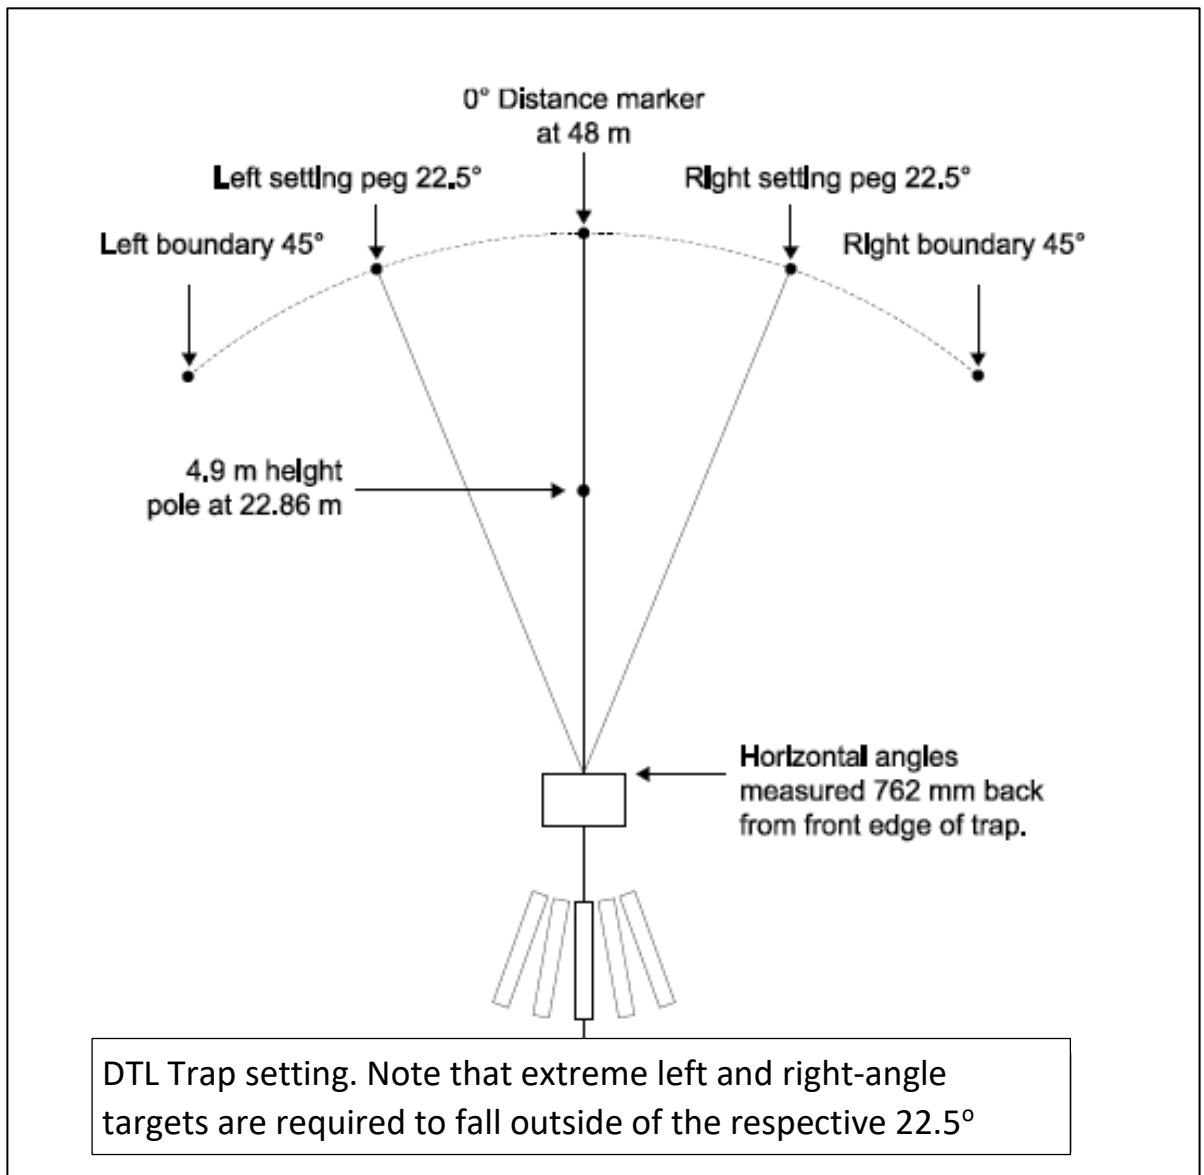 0° Distance marker
at 48 m
Left setting peg 22.5°
Right setting peg 22.5°
Left boundary 45°
Right boundary 45°
4.9 m height
pole at 22.86 m
Horizontal angles
measured 762 mm back
from front edge of trap.
DTL Trap setting. Note that extreme left and right-angle
targets are required to fall outside of the respective 22.5°